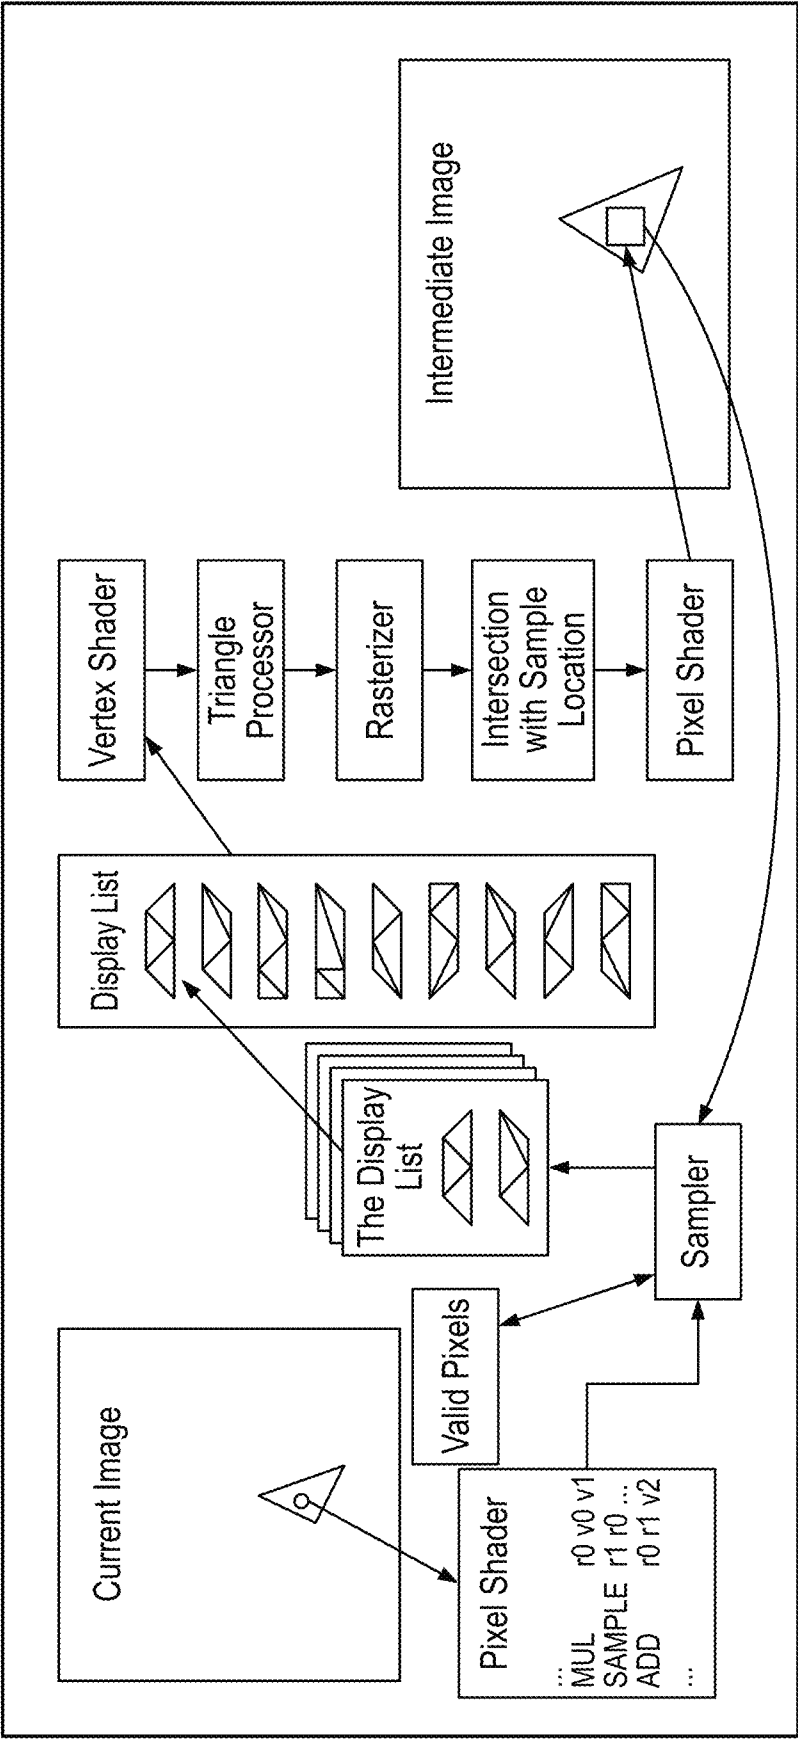 Current Image
Pixel Shader
...
MUL r0 v0 v1
SAMPLE r1 r0 ...
ADD r0 r1 v2
...
Valid Pixels
Sampler
The Display
List
Display List
Vertex Shader
Triangle
Processor
Rasterizer
Intersection
with Sample
Location
Pixel Shader
Intermediate Image